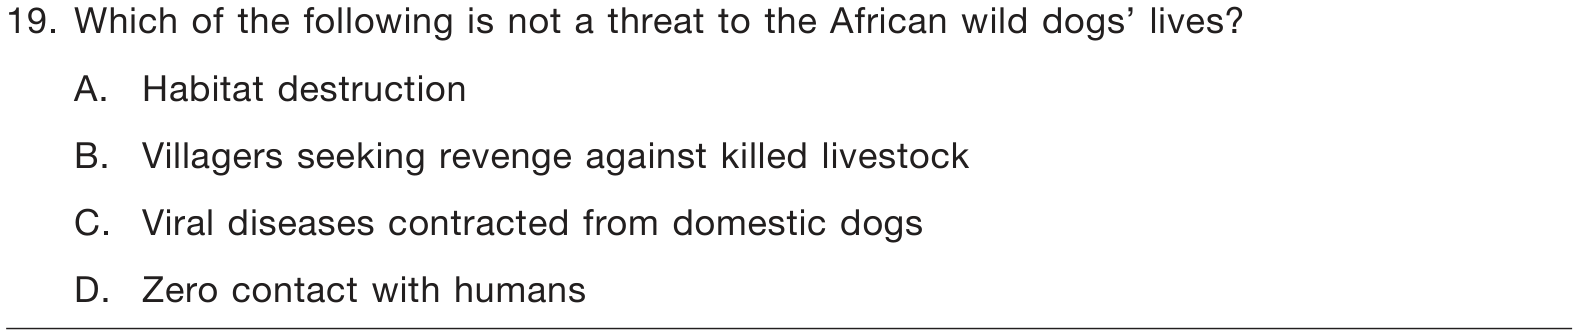 19. Which of the following is not a threat to the African wild dogs’ lives?
A. Habitat destruction
B. Villagers seeking revenge against killed livestock
C. Viral diseases contracted from domestic dogs
D. Zero contact with humans